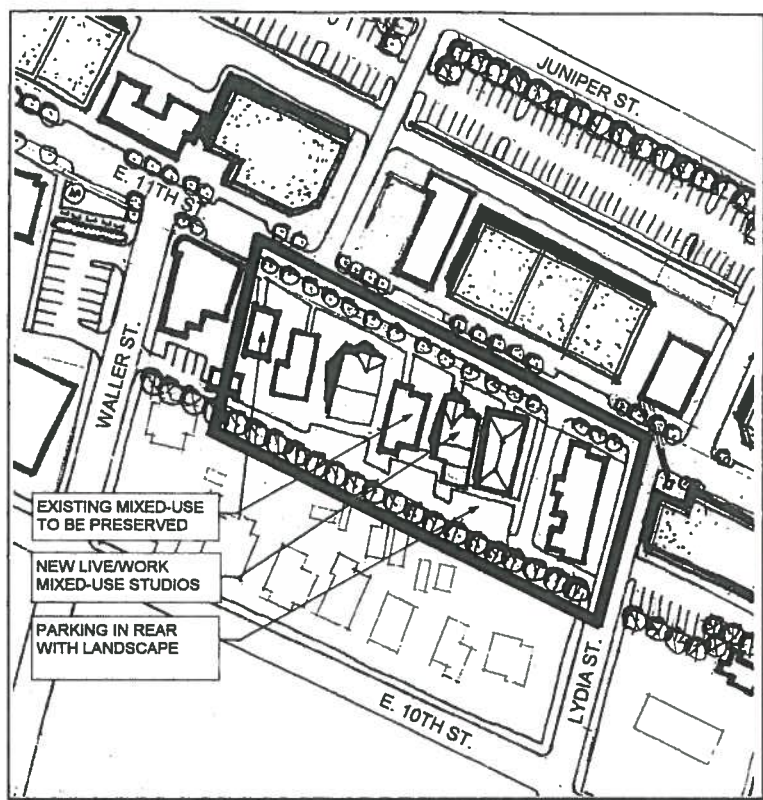 JUNIPER ST.
E. 11TH S
WALLER ST.
EXISTING MIXED-USE
TO BE PRESERVED
NEW LIVE/WORK
MIXED-USE STUDIOS
PARKING IN REAR
WITH LANDSCAPE
LYDIA ST.
E. 10TH ST.